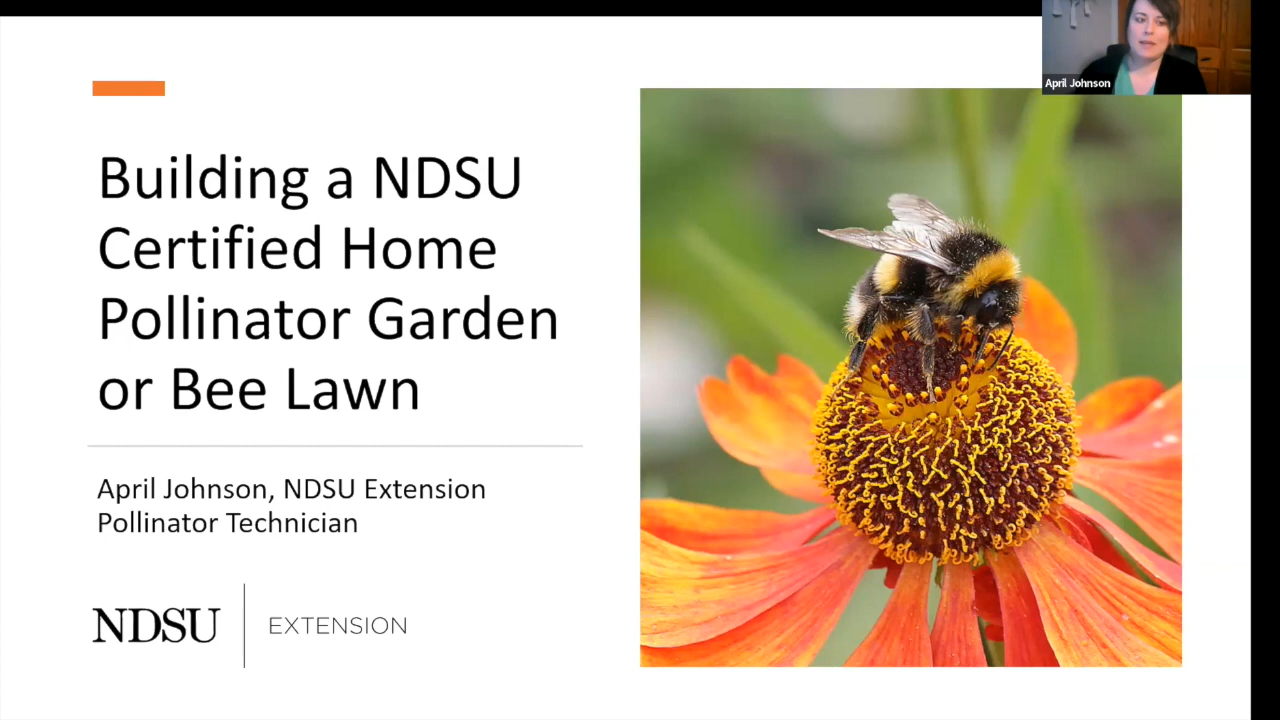 April Johnson
Building a NDSU
Certified Home
Pollinator Garden
or Bee Lawn
April Johnson, NDSU Extension
Pollinator Technician
NDSU
EXTENSION